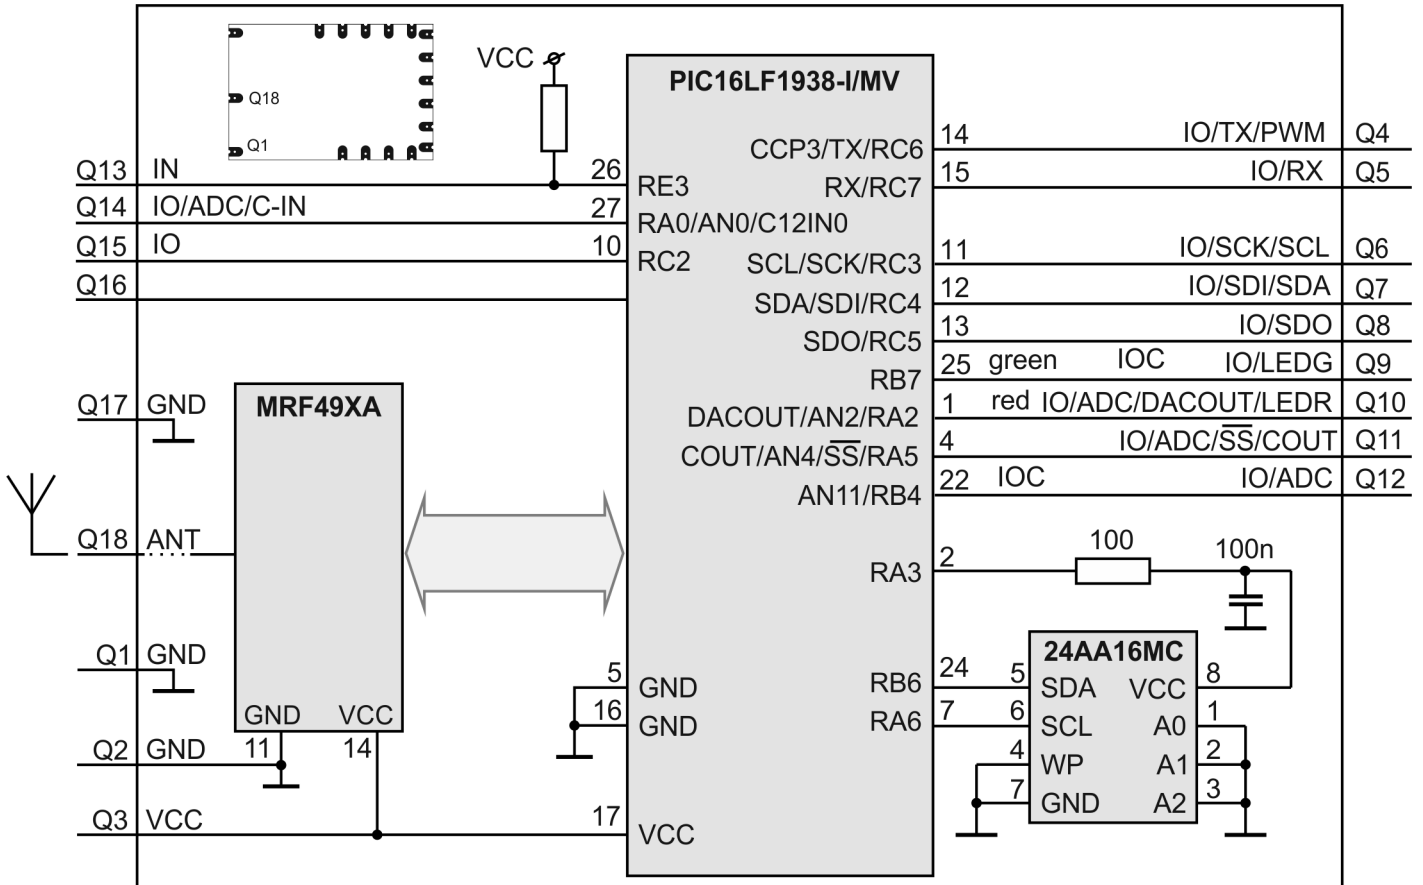 Q18
Q1
VCC
PIC16LF1938-I/MV
Q13 IN 26 RE3
Q14 IO/ADC/C-IN 27 RA0/AN0/C12IN0
Q15 IO 10 RC2
Q16
CCP3/TX/RC6 14 IO/TX/PWM Q4
RX/RC7 15 IO/RX Q5
SCL/SCK/RC3 11 IO/SCK/SCL Q6
SDA/SDI/RC4 12 IO/SDI/SDA Q7
SDO/RC5 13 IO/SDO Q8
RB7 25 green IOC IO/LEDG Q9
DACOUT/AN2/RA2 1 red IO/ADC/DACOUT/LEDR Q10
COUT/AN4/S̅S̅/RA5 4 IO/ADC/S̅S̅/COUT Q11
AN11/RB4 22 IOC IO/ADC Q12
Q17 GND
MRF49XA
Q18 ANT
RA3 2 100 100n
Q1 GND
GND VCC
11 14
Q2 GND
Q3 VCC
5 GND
16 GND
17 VCC
24AA16MC
RB6 24 5 SDA VCC 8
RA6 7 6 SCL A0 1
4 WP A1 2
7 GND A2 3